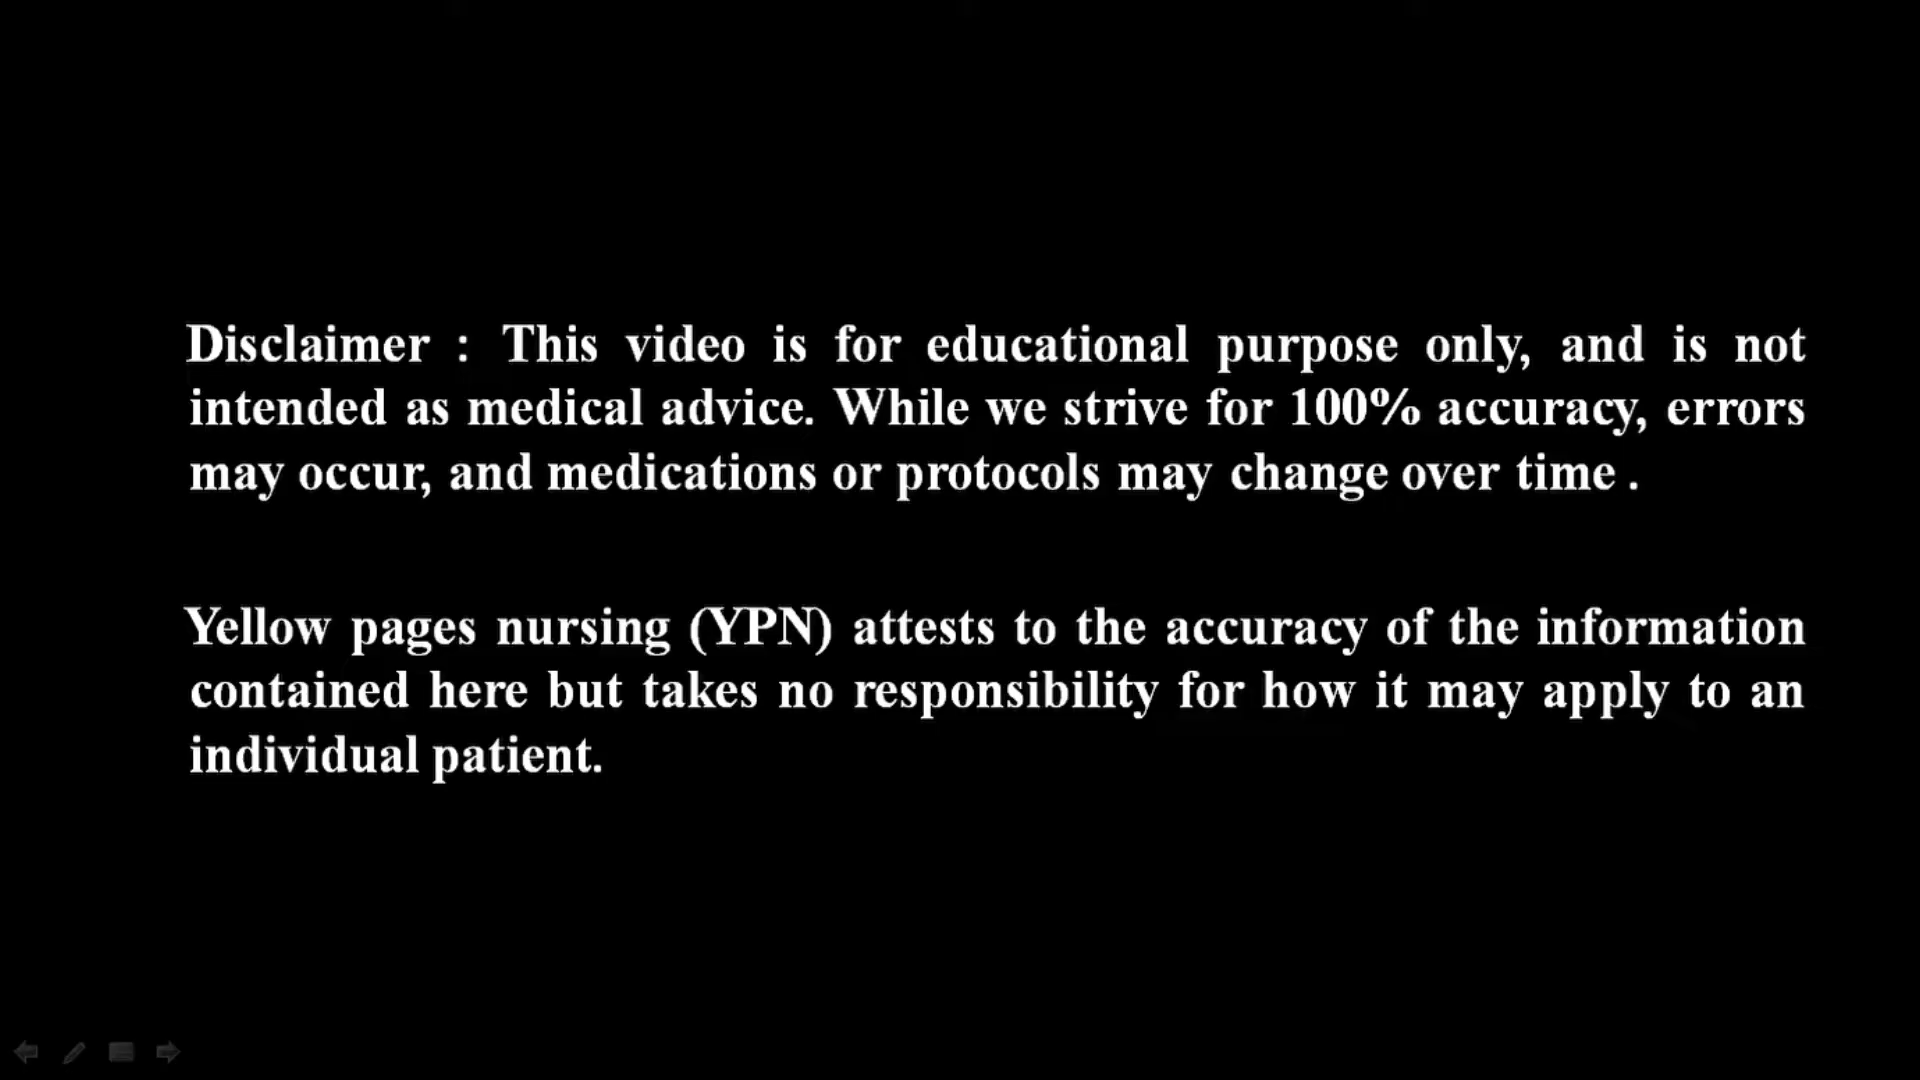 Disclaimer : This video is for educational purpose only, and is not
intended as medical advice. While we strive for 100% accuracy, errors
may occur, and medications or protocols may change over time .
Yellow pages nursing (YPN) attests to the accuracy of the information
contained here but takes no responsibility for how it may apply to an
individual patient.